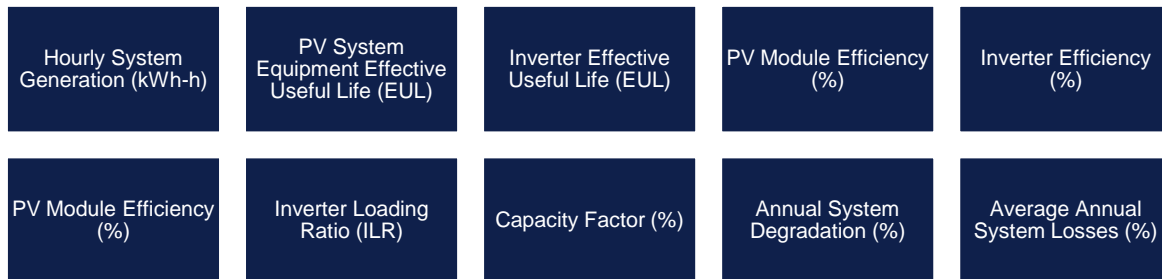 Hourly System
Generation (kWh-h)
PV System
Equipment Effective
Useful Life (EUL)
Inverter Effective
Useful Life (EUL)
PV Module Efficiency
(%)
Inverter Efficiency
(%)
PV Module Efficiency
(%)
Inverter Loading
Ratio (ILR)
Capacity Factor (%)
Annual System
Degradation (%)
Average Annual
System Losses (%)